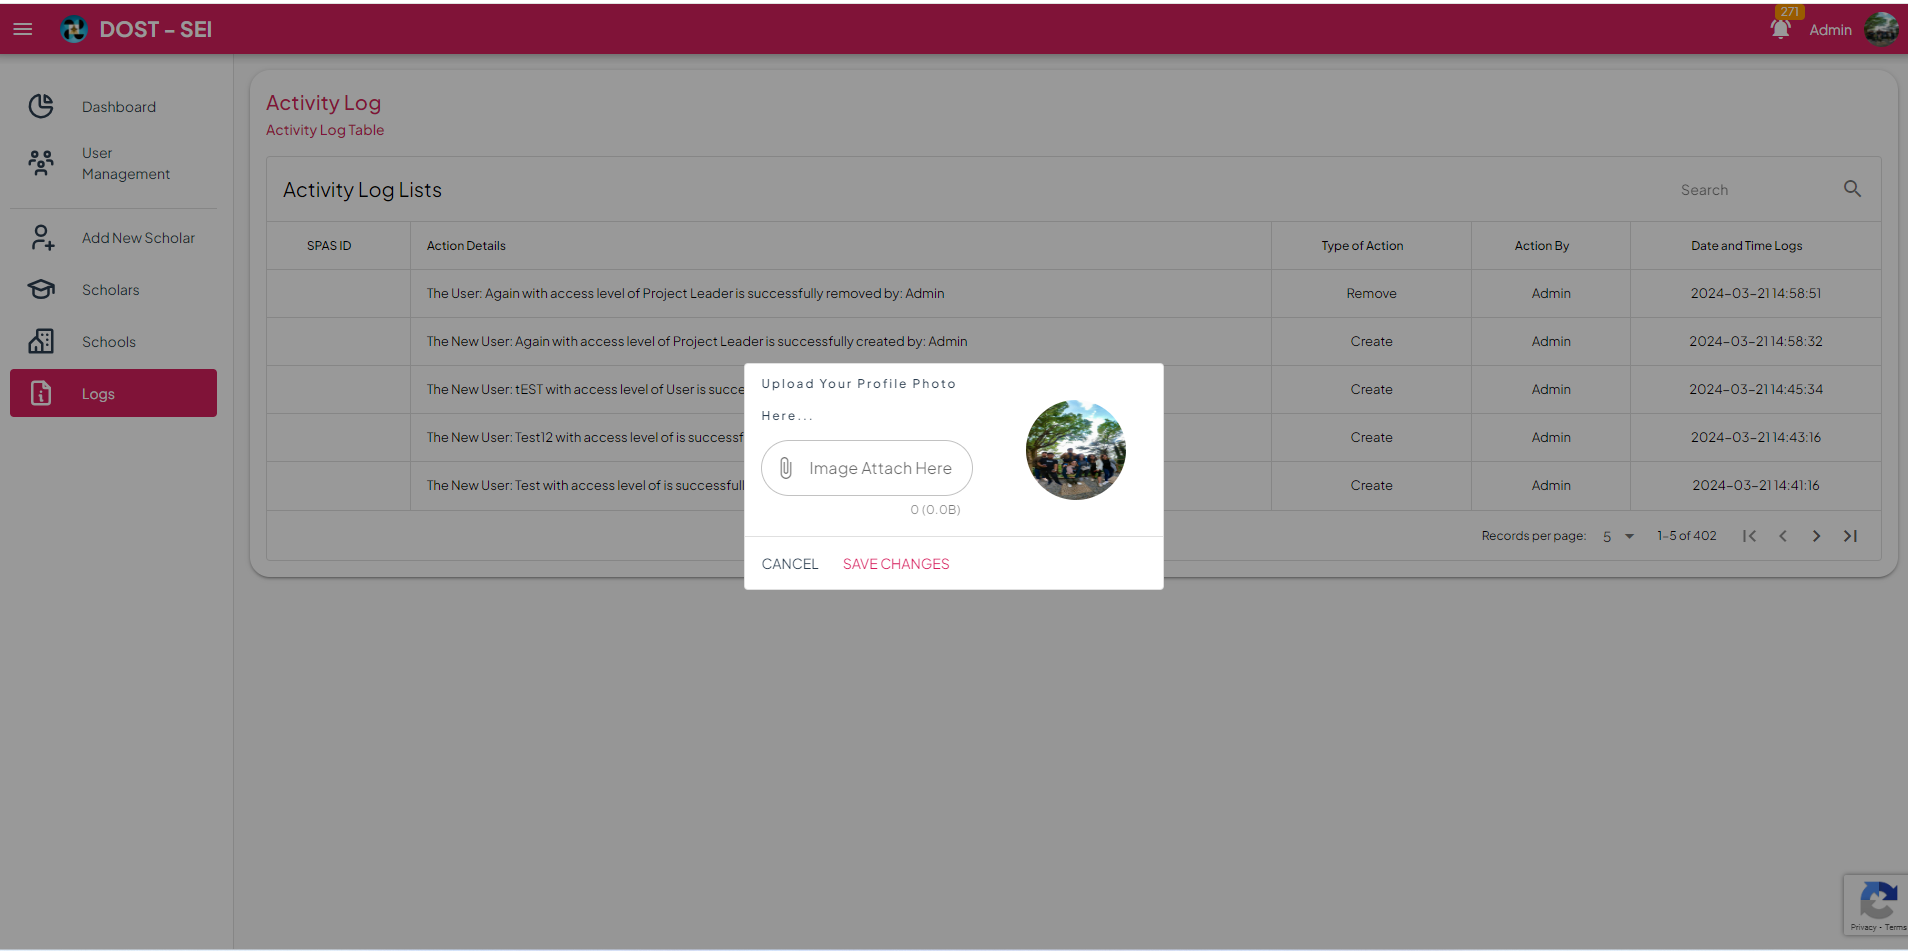 DOST - SEI
271
Admin
Dashboard
User
Management
Add New Scholar
Scholars
Schools
Logs
Activity Log
Activity Log Table
Activity Log Lists
Search
SPAS ID Action Details Type of Action Action By Date and Time Logs
The User: Again with access level of Project Leader is successfully removed by: Admin Remove Admin 2024-03-21 14:58:51
The New User: Again with access level of Project Leader is successfully created by: Admin Create Admin 2024-03-21 14:58:32
The New User: tEST with access level of User is succe Create Admin 2024-03-21 14:45:34
The New User: Test12 with access level of is successf Create Admin 2024-03-21 14:43:16
The New User: Test with access level of is successful Create Admin 2024-03-21 14:41:16
Records per page: 5 1-5 of 402
Upload Your Profile Photo
Here...
Image Attach Here
0 (0.0B)
CANCEL SAVE CHANGES
Privacy - Terms